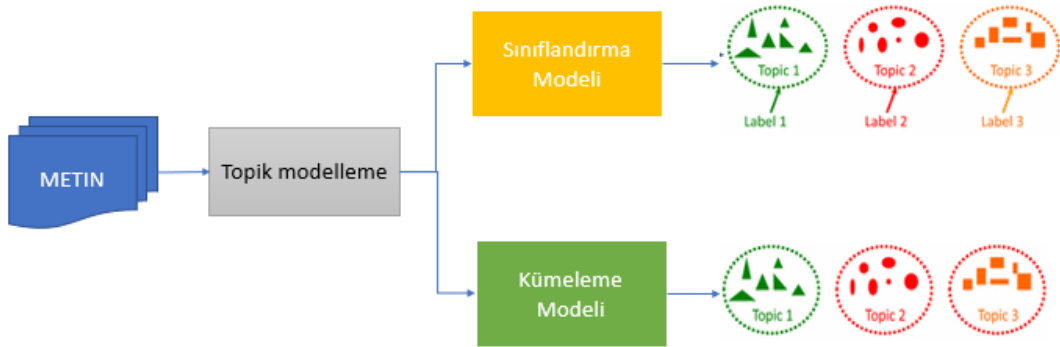 METIN
Topik modelleme
Sınıflandırma
Modeli
Topic 1
Topic 2
Topic 3
Label 1
Label 2
Label 3
Kümeleme
Modeli
Topic 1
Topic 2
Topic 3